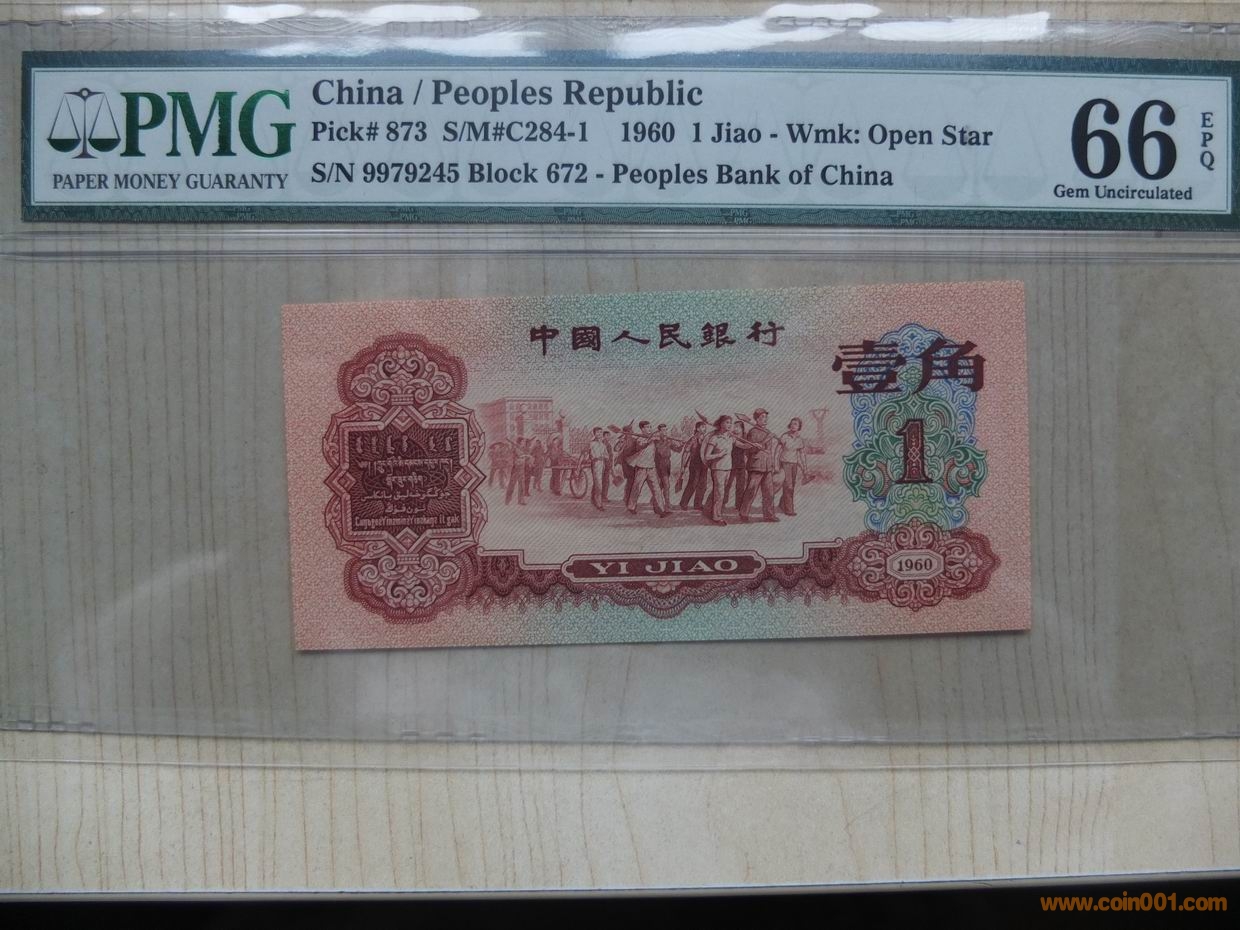 PMG
PAPER MONEY GUARANTY
China / Peoples Republic
Pick# 873 S/M#C284-1 1960 1 Jiao - Wmk: Open Star
S/N 9979245 Block 672 - Peoples Bank of China
66
EPQ
Gem Uncirculated
中國人民銀行
壹角
1
YI JIAO
1960
www.coin001.com